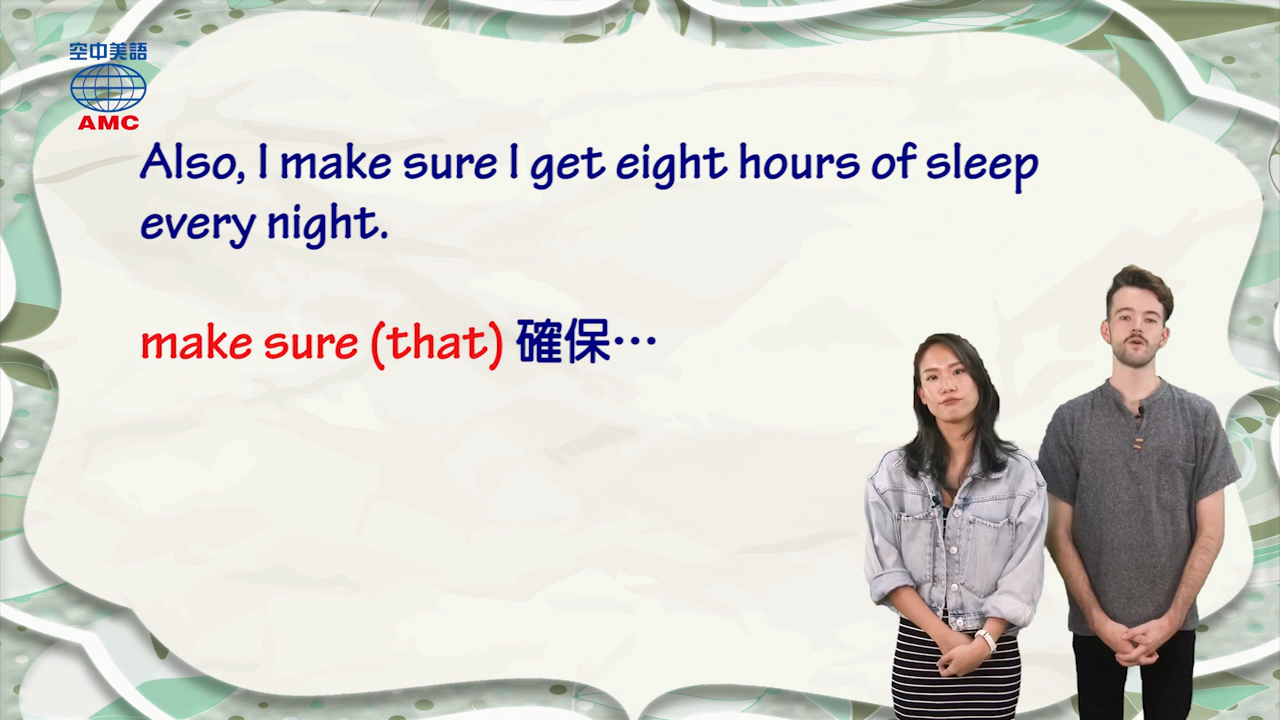 空中美語
AMC
Also, I make sure I get eight hours of sleep
every night.
make sure (that) 確保…